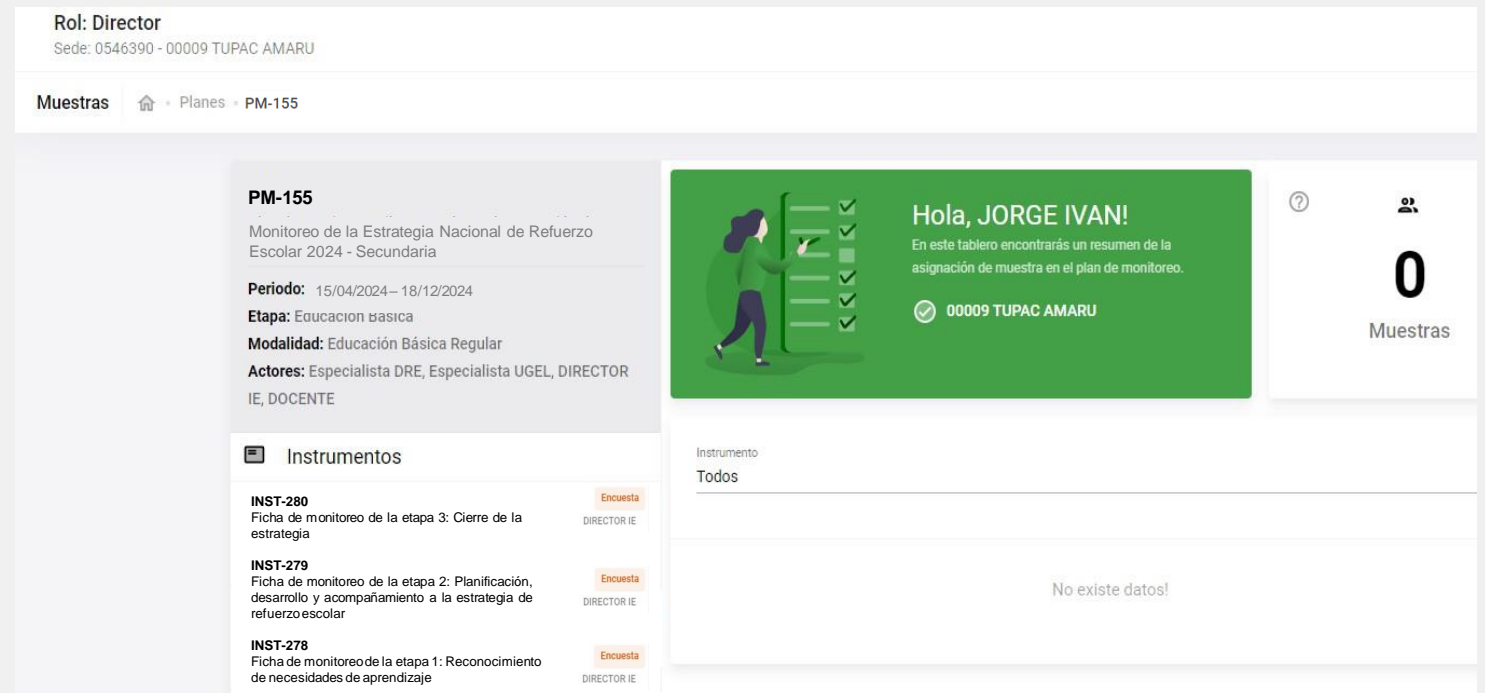 Rol: Director
Sede: 0546390 - 00009 TUPAC AMARU
Muestras
Planes
PM-155
PM-155
Monitoreo de la Estrategia Nacional de Refuerzo
Escolar 2024 - Secundaria
Periodo: 15/04/2024 – 18/12/2024
Etapa: Educación Básica
Modalidad: Educación Básica Regular
Actores: Especialista DRE, Especialista UGEL, DIRECTOR
IE, DOCENTE
Instrumentos
INST-280
Ficha de monitoreo de la etapa 3: Cierre de la
estrategia
Encuesta
DIRECTOR IE
INST-279
Ficha de monitoreo de la etapa 2: Planificación,
desarrollo y acompañamiento a la estrategia de
refuerzo escolar
Encuesta
DIRECTOR IE
INST-278
Ficha de monitoreo de la etapa 1: Reconocimiento
de necesidades de aprendizaje
Encuesta
DIRECTOR IE
Hola, JORGE IVAN!
En este tablero encontrarás un resumen de la
asignación de muestra en el plan de monitoreo.
00009 TUPAC AMARU
?
0
Muestras
Instrumento
Todos
No existe datos!